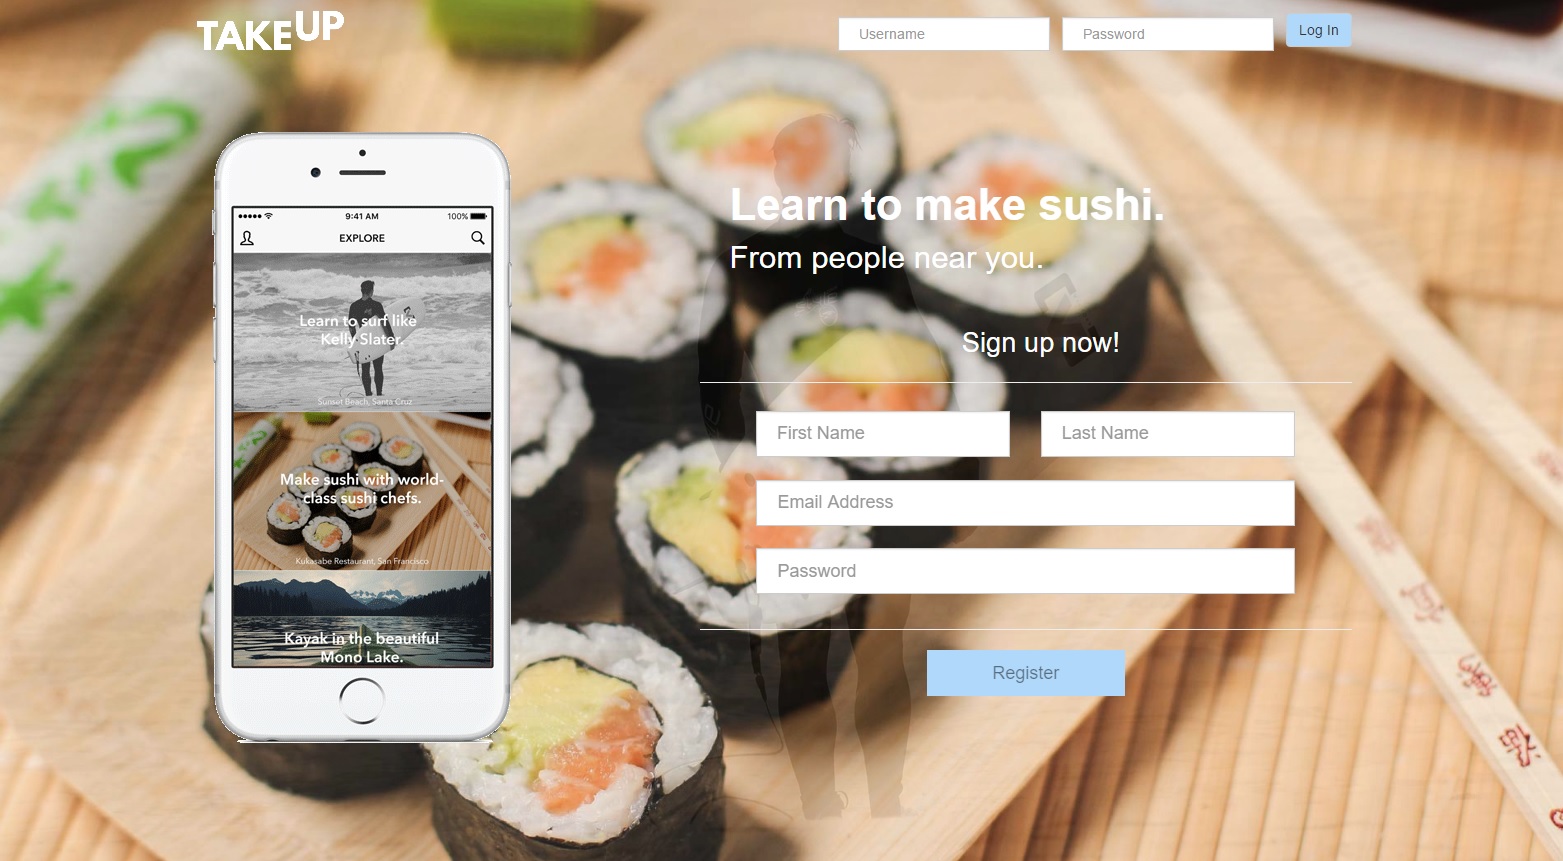 TAKEUP
Username
Password
Log In
9:41 AM
100%
EXPLORE
Learn to surf like
Kelly Slater.
Sunset Beach, Santa Cruz
Make sushi with world-
class sushi chefs.
Kukasabe Restaurant, San Francisco
Kayak in the beautiful
Mono Lake.
Learn to make sushi.
From people near you.
Sign up now!
First Name
Last Name
Email Address
Password
Register